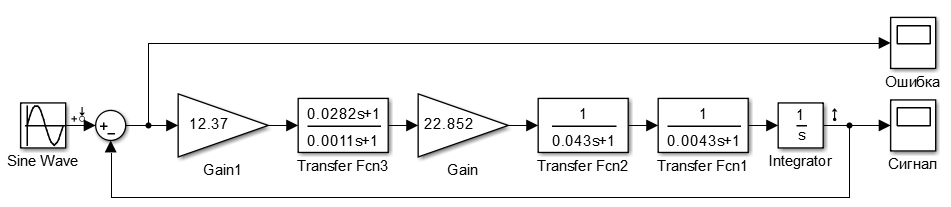 Ошибка
+
+
−
12.37
0.0282s+1
0.0011s+1
22.852
1
0.043s+1
1
0.0043s+1
1
s
Sine Wave
Gain1
Transfer Fcn3
Gain
Transfer Fcn2
Transfer Fcn1
Integrator
Сигнал